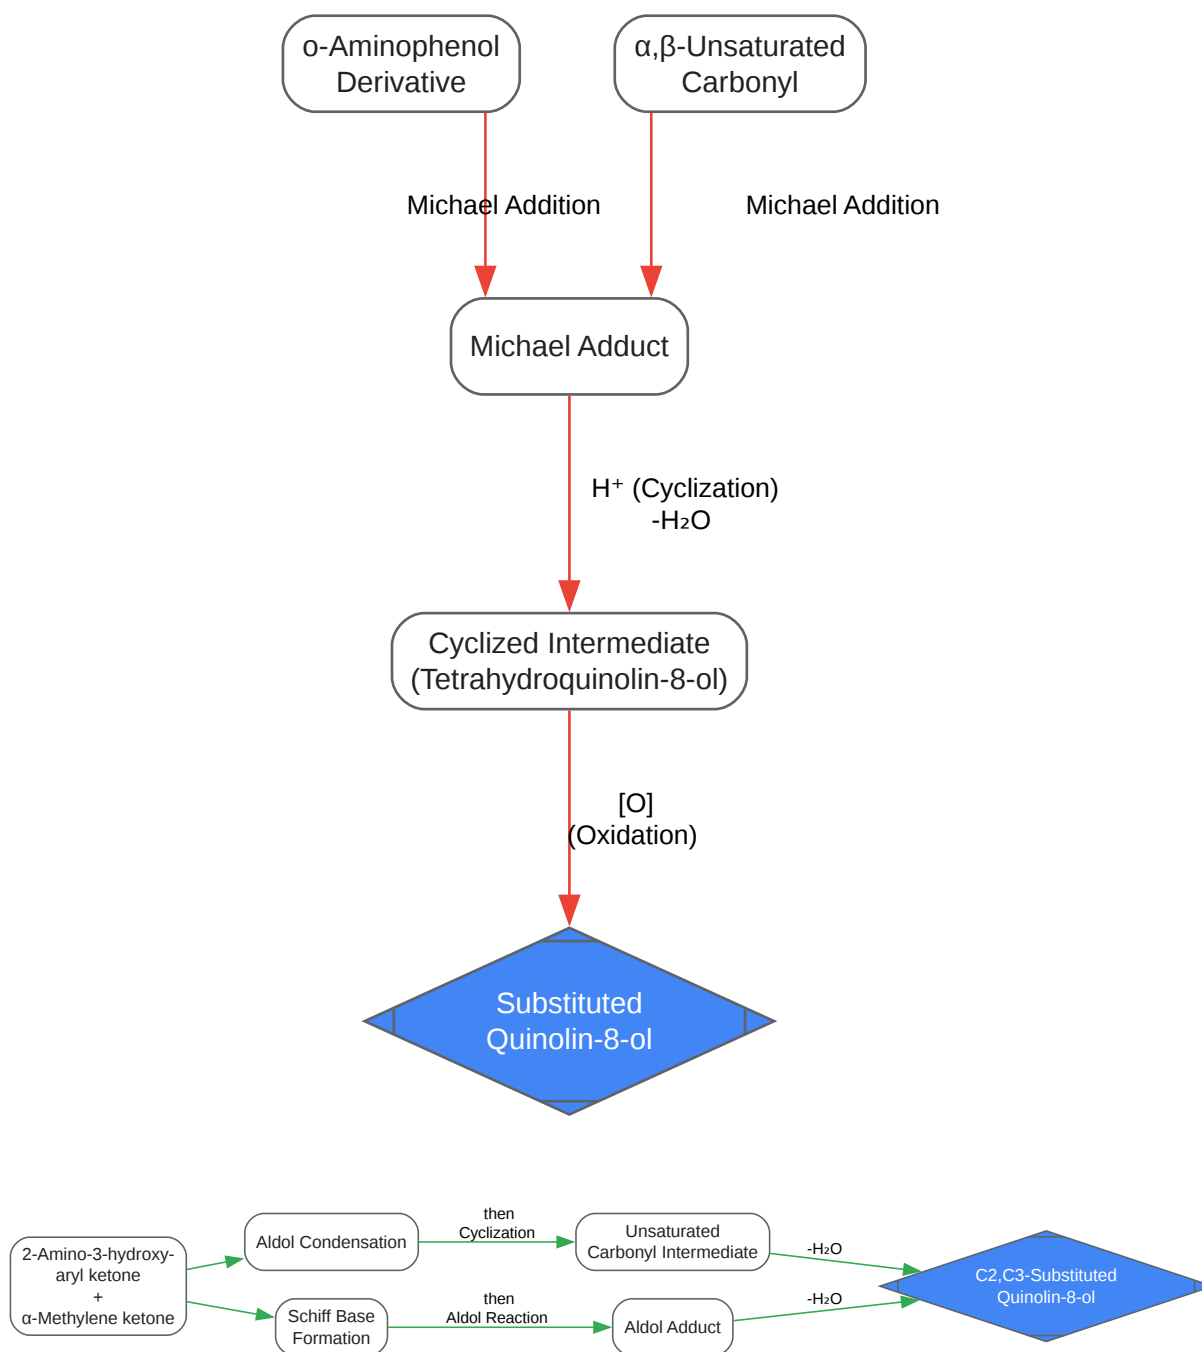 o-Aminophenol
Derivative
α,β-Unsaturated
Carbonyl
Michael Addition
Michael Addition
Michael Adduct
H⁺ (Cyclization)
-H₂O
Cyclized Intermediate
(Tetrahydroquinolin-8-ol)
[O]
(Oxidation)
Substituted
Quinolin-8-ol
2-Amino-3-hydroxy-
aryl ketone
+
α-Methylene ketone
Aldol Condensation
then
Cyclization
Unsaturated
Carbonyl Intermediate
-H₂O
Schiff Base
Formation
then
Aldol Reaction
Aldol Adduct
-H₂O
C2,C3-Substituted
Quinolin-8-ol